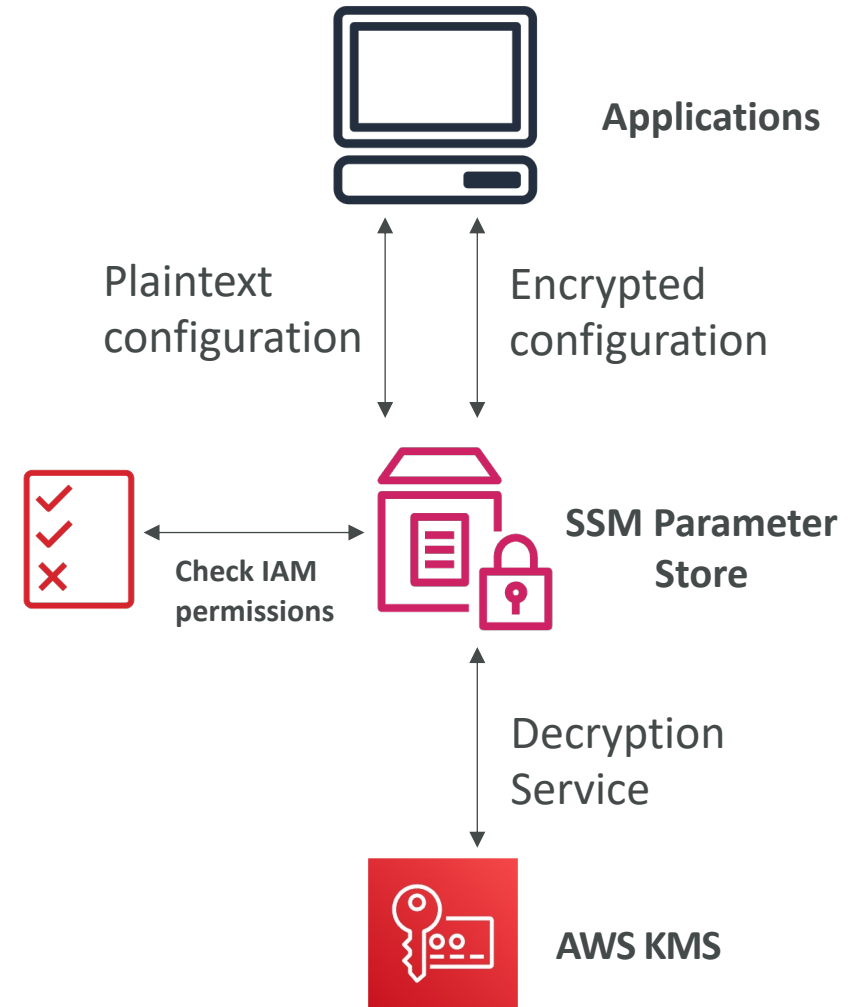 Applications
Plaintext
configuration
Encrypted
configuration
SSM Parameter
Store
Check IAM
permissions
Decryption
Service
AWS KMS